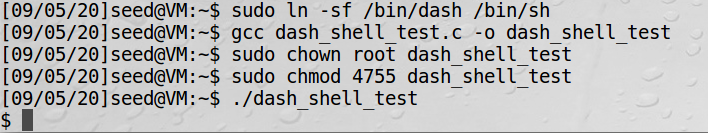 [09/05/20]seed@VM:~$ sudo ln -sf /bin/dash /bin/sh
[09/05/20]seed@VM:~$ gcc dash_shell_test.c -o dash_shell_test
[09/05/20]seed@VM:~$ sudo chown root dash_shell_test
[09/05/20]seed@VM:~$ sudo chmod 4755 dash_shell_test
[09/05/20]seed@VM:~$ ./dash_shell_test
$